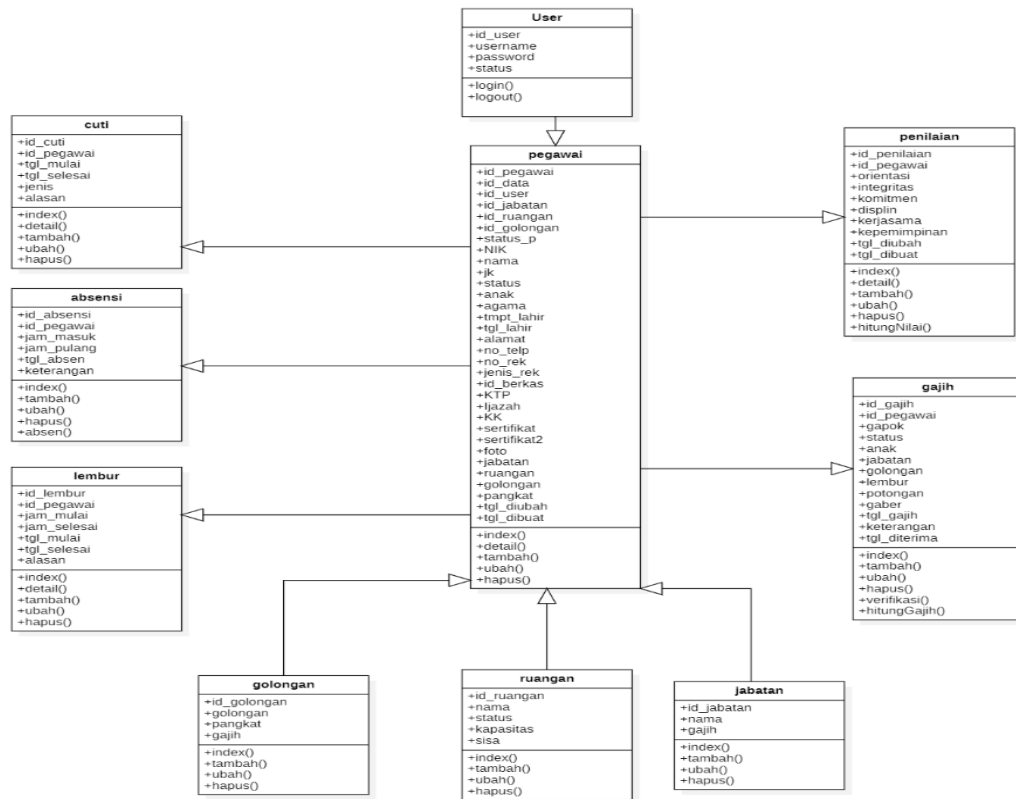 User
+id_user
+username
+password
+status
+login()
+logout()
cuti
+id_cuti
+id_pegawai
+tgl_mulai
+tgl_selesai
+jenis
+alasan
+index()
+detail()
+tambah()
+ubah()
+hapus()
absensi
+id_absensi
+id_pegawai
+jam_masuk
+jam_pulang
+tgl_absen
+keterangan
+index()
+tambah()
+ubah()
+hapus()
+absen()
lembur
+id_lembur
+id_pegawai
+jam_mulai
+jam_selesai
+tgl_mulai
+tgl_selesai
+alasan
+index()
+detail()
+tambah()
+ubah()
+hapus()
pegawai
+id_pegawai
+id_data
+id_user
+id_jabatan
+id_ruangan
+id_golongan
+status_p
+NIK
+nama
+jk
+status
+anak
+agama
+tmpt_lahir
+tgl_lahir
+alamat
+no_telp
+no_rek
+jenis_rek
+id_berkas
+KTP
+Ijazah
+KK
+sertifikat
+sertifikat2
+foto
+jabatan
+ruangan
+golongan
+pangkat
+tgl_diubah
+tgl_dibuat
+index()
+detail()
+tambah()
+ubah()
+hapus()
penilaian
+id_penilaian
+id_pegawai
+orientasi
+integritas
+komitmen
+displin
+kerjasama
+kepemimpinan
+tgl_diubah
+tgl_dibuat
+index()
+detail()
+tambah()
+ubah()
+hapus()
+hitungNilai()
gajih
+id_gajih
+id_pegawai
+gapok
+status
+anak
+jabatan
+golongan
+lembur
+potongan
+gaber
+tgl_gajih
+keterangan
+tgl_diterima
+index()
+tambah()
+ubah()
+hapus()
+verifikasi()
+hitungGajih()
golongan
+id_golongan
+golongan
+pangkat
+gajih
+index()
+tambah()
+ubah()
+hapus()
ruangan
+id_ruangan
+nama
+status
+kapasitas
+sisa
+index()
+tambah()
+ubah()
+hapus()
jabatan
+id_jabatan
+nama
+gajih
+index()
+tambah()
+ubah()
+hapus()